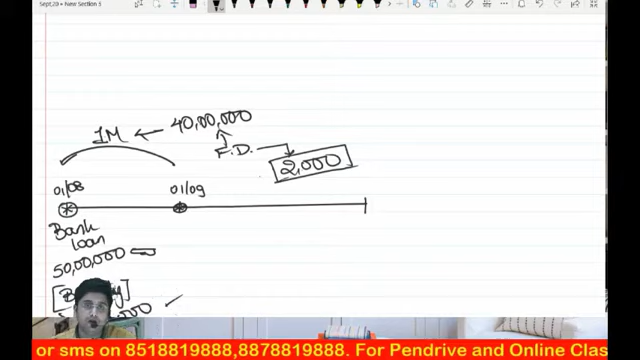 Sept,20 • New Section 3
40,00,000
1M
F.D.
2,000
01/08
01/09
Bank
loan
50,00,000
or sms on 8518819888,8878819888. For Pendrive and Online Class